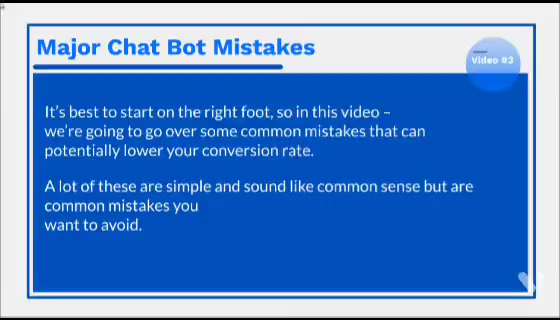 Major Chat Bot Mistakes
Video #3
It's best to start on the right foot, so in this video –
we're going to go over some common mistakes that can
potentially lower your conversion rate.
A lot of these are simple and sound like common sense but are
common mistakes you
want to avoid.